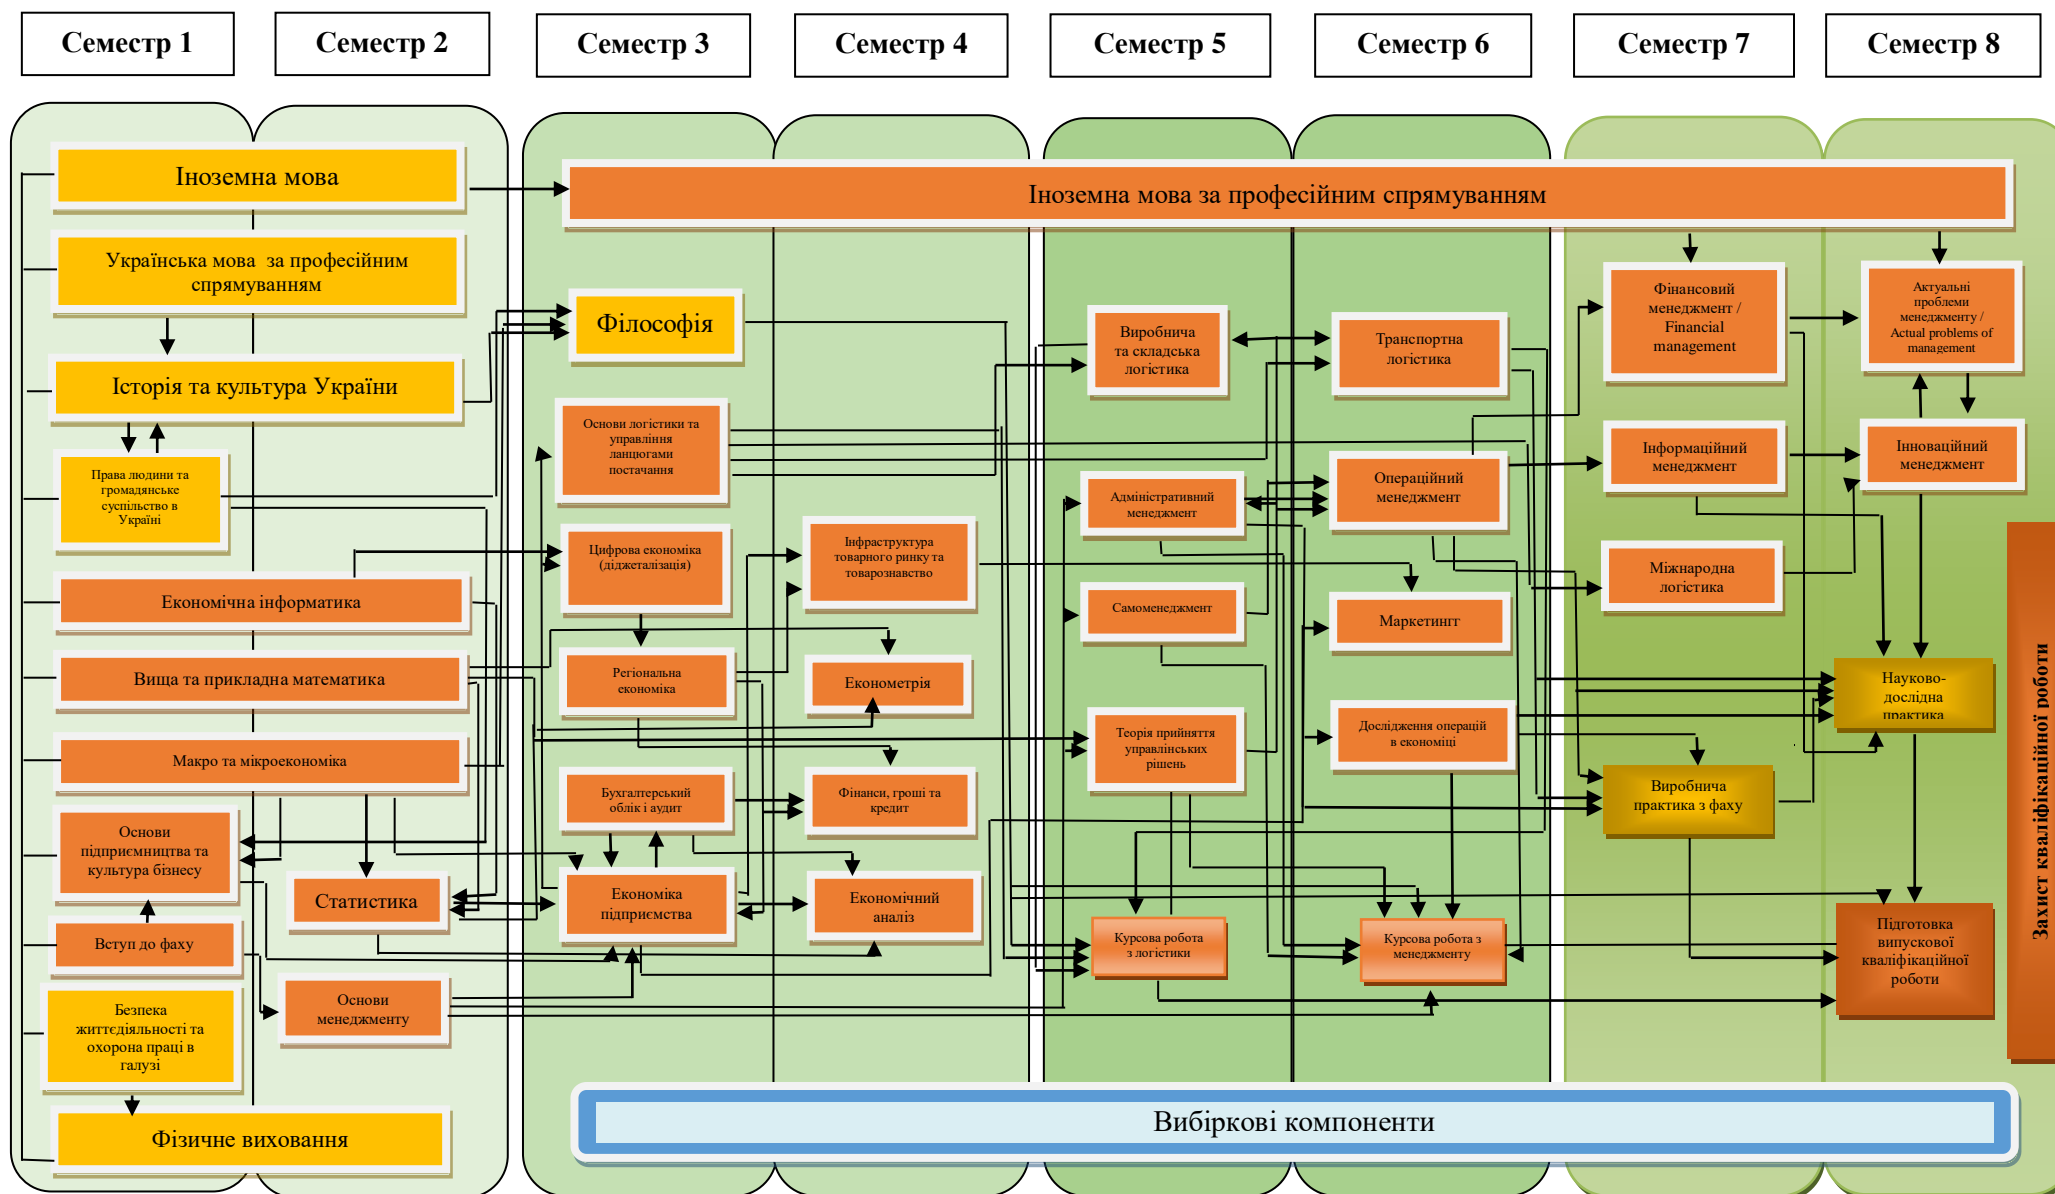 Семестр 1
Семестр 2
Семестр 3
Семестр 4
Семестр 5
Семестр 6
Семестр 7
Семестр 8
Іноземна мова
Українська мова за професійним
спрямуванням
Історія та культура України
Права людини та
громадянське
суспільство в
Україні
Економічна інформатика
Вища та прикладна математика
Макро та мікроекономіка
Основи
підприємництва та
культура бізнесу
Вступ до фаху
Безпека
життєдіяльності та
охорона праці в
галузі
Фізичне виховання
Статистика
Основи
менеджменту
Іноземна мова за професійним спрямуванням
Філософія
Основи логістики та
управління
ланцюгами
постачання
Цифрова економіка
(діджеталізація)
Регіональна
економіка
Бухгалтерський
облік і аудит
Економіка
підприємства
Інфраструктура
товарного ринку та
товарознавство
Економетрія
Фінанси, гроші та
кредит
Економічний
аналіз
Виробнича
та складська
логістика
Адміністративний
менеджмент
Самоменеджмент
Теорія прийняття
управлінських
рішень
Курсова робота
з логістики
Транспортна
логістика
Операційний
менеджмент
Маркетингг
Дослідження операцій
в економіці
Курсова робота з
менеджменту
Фінансовий
менеджмент /
Financial
management
Інформаційний
менеджмент
Міжнародна
логістика
Виробнича
практика з фаху
Актуальні
проблеми
менеджменту /
Actual problems of
management
Інноваційний
менеджмент
Науково-
дослідна
практика
Підготовка
випускової
кваліфікаційної
роботи
Захист кваліфікаційної роботи
Вибіркові компоненти